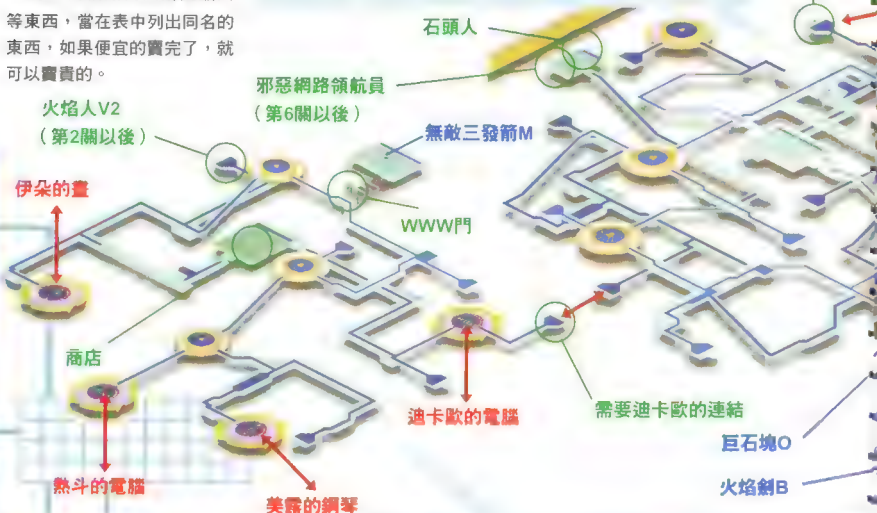 等東西，當在表中列出同名的
東西，如果便宜的賣完了，就
可以賣貴的。
石頭人
邪惡網路領航員
（第6關以後）
火焰人V2
（第2關以後）
無敵三發箭M
伊朵的畫
WWW門
商店
迪卡歐的電腦
需要迪卡歐的連結
巨石塊O
火焰劍B
熱斗的電腦
美露的鋼琴